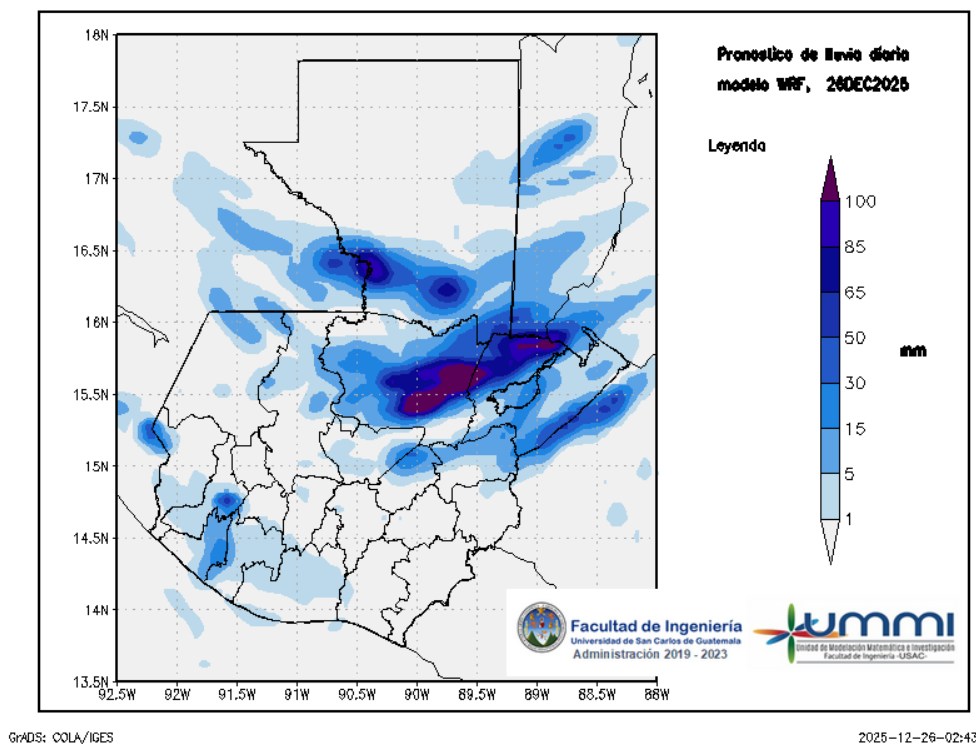 Pronostico de lluvia diaria
modelo WRF, 26DEC2025
Leyenda
100
85
65
50
30
15
5
1
mm
18N
17.5N
17N
16.5N
16N
15.5N
15N
14.5N
14N
13.5N
92.5W
92W
91.5W
91W
90.5W
90W
89.5W
89W
88.5W
88W
Facultad de Ingeniería
Universidad de San Carlos de Guatemala
Administración 2019 - 2023
UMMI
Unidad de Modelación Matemática e Investigación
Facultad de Ingeniería -USAC-
GrADS: COLA/IGES
2025-12-26-02:43